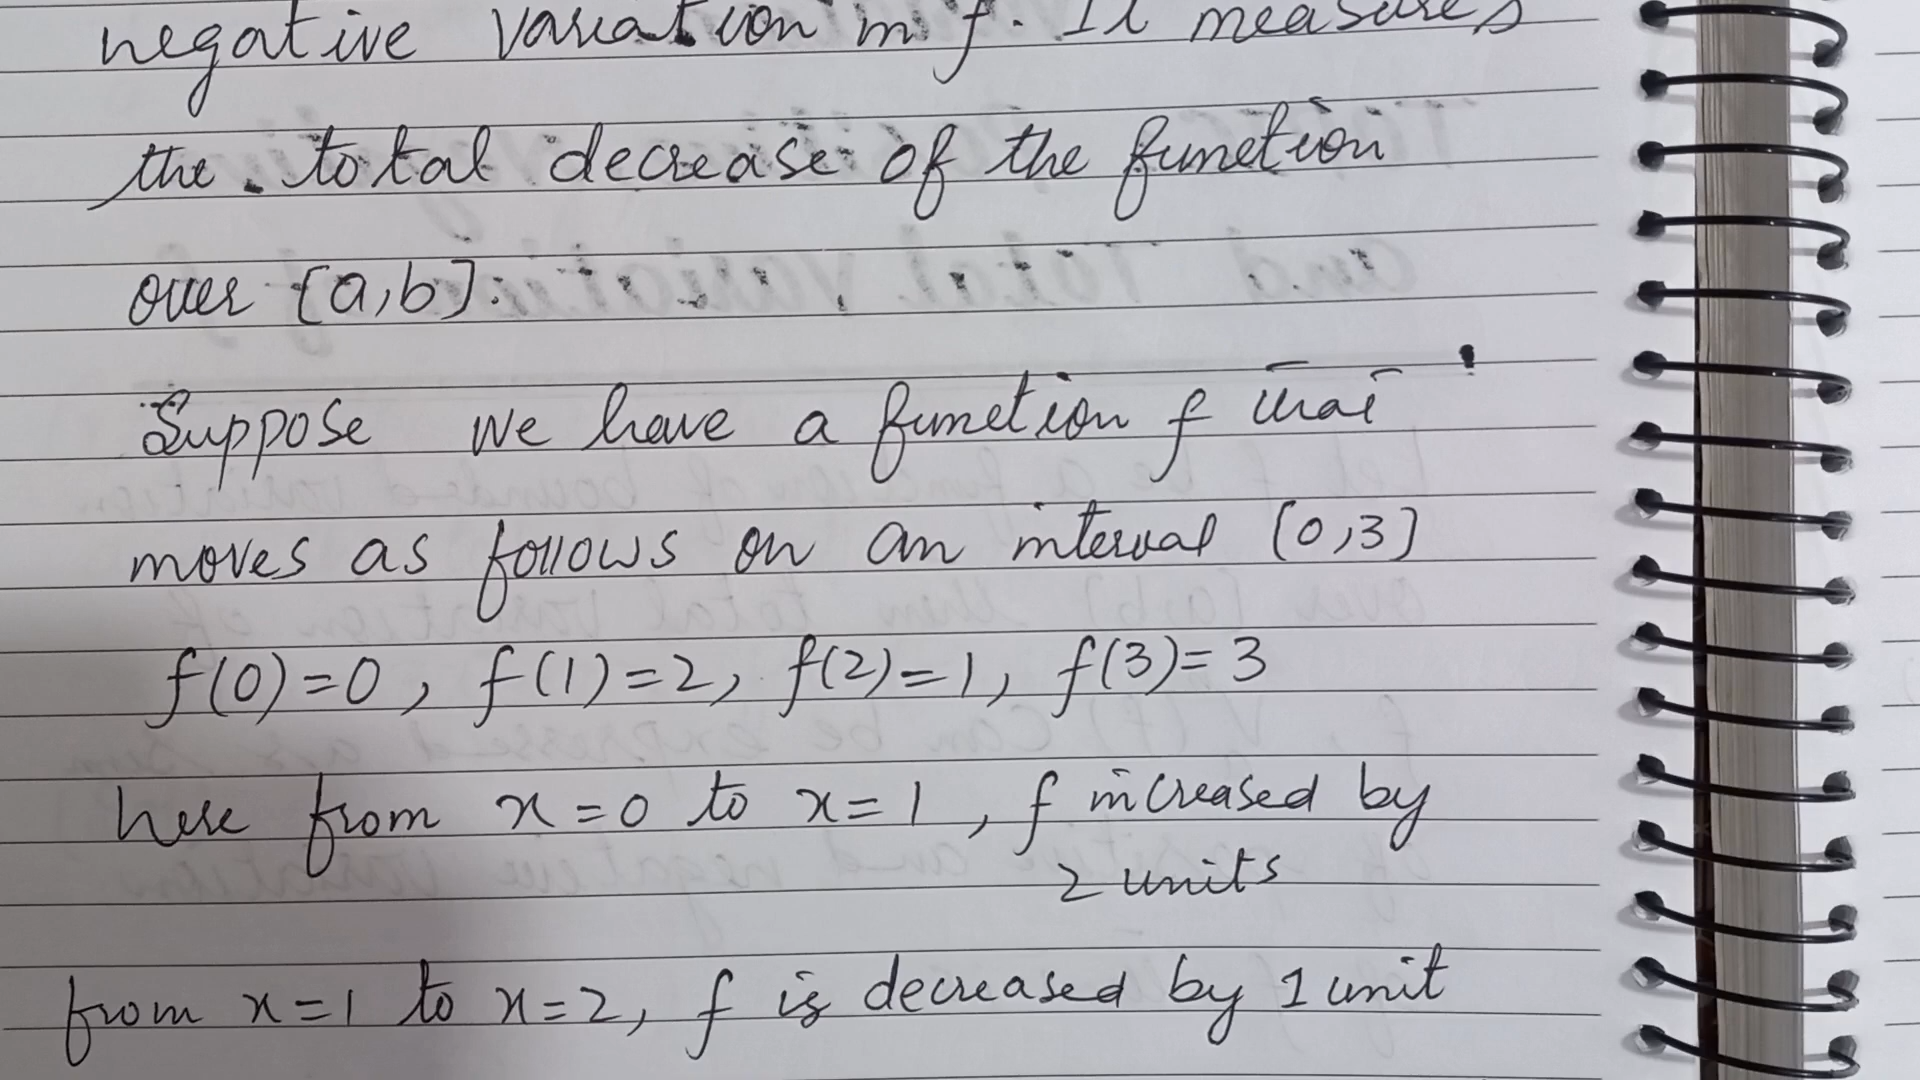 negative variation in f. It measures
the total decrease of the function
over [a,b].
Suppose we have a function f that
moves as follows on an interval [0,3]
f(0)=0, f(1)=2, f(2)=1, f(3)=3
here from x=0 to x=1, f increased by
2 units
from x=1 to x=2, f is decreased by 1 unit